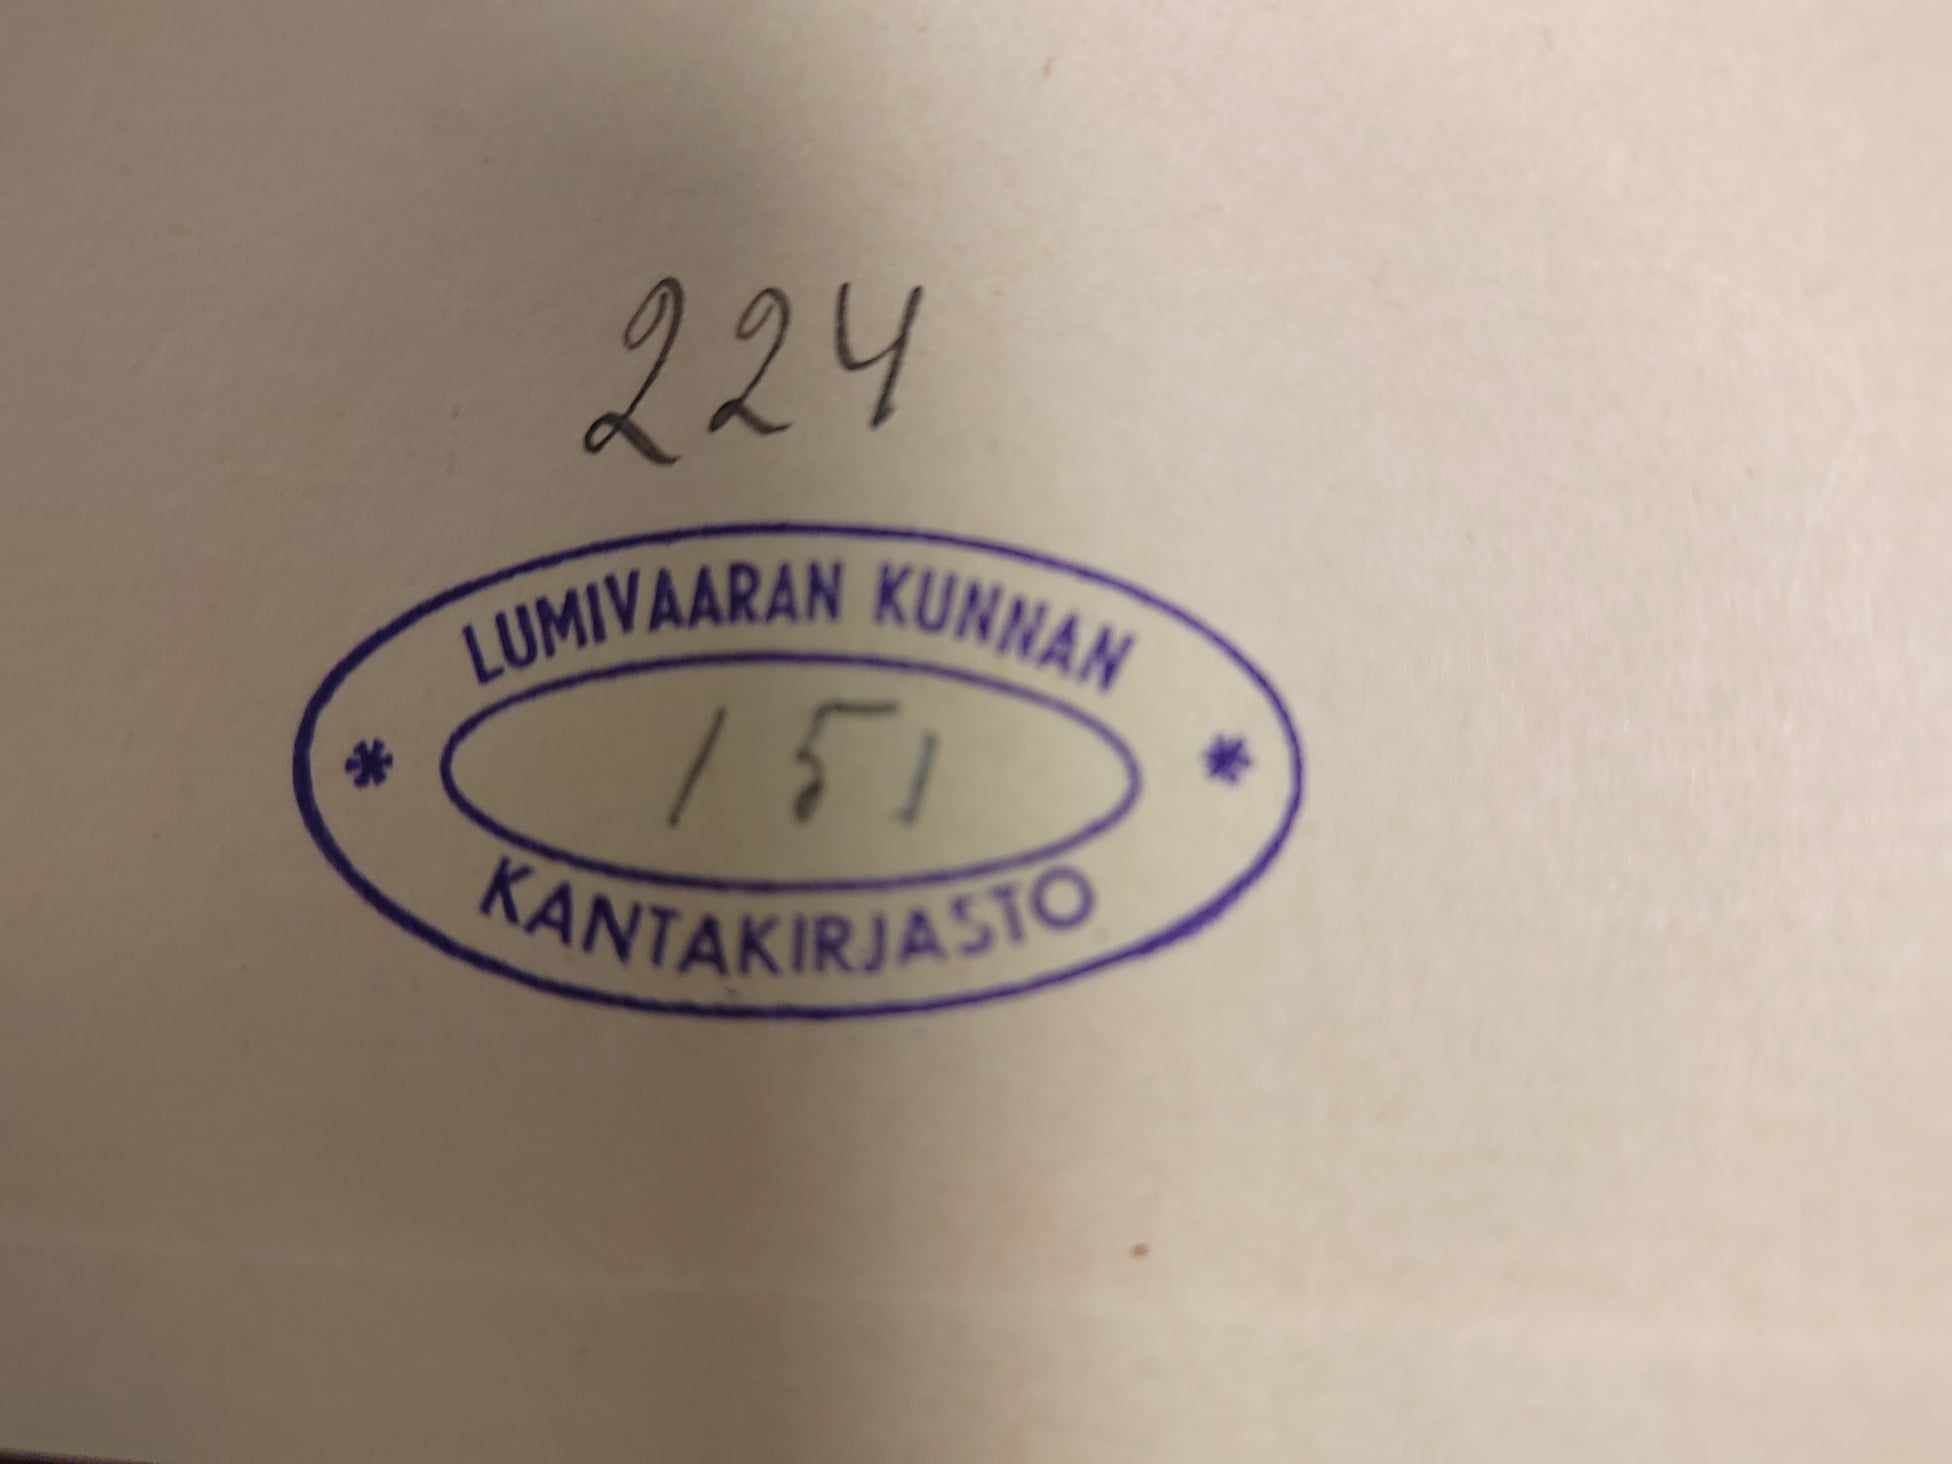 224
LUMIVAARAN KUNNAN
* 151 *
KANTAKIRJASTO